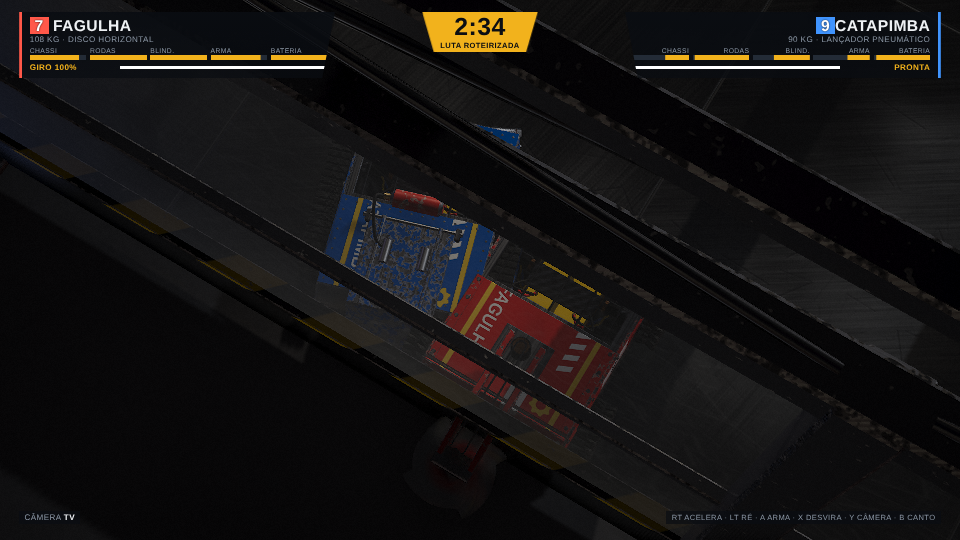 7 FAGULHA
108 KG · DISCO HORIZONTAL
CHASSI RODAS BLIND. ARMA BATERIA
GIRO 100%
2:34
LUTA ROTEIRIZADA
9 CATAPIMBA
90 KG · LANÇADOR PNEUMÁTICO
CHASSI RODAS BLIND. ARMA BATERIA
PRONTA
FAGULH
CÂMERA TV
RT ACELERA · LT RÉ · A ARMA · X DESVIRA · Y CÂMERA · B CANTO